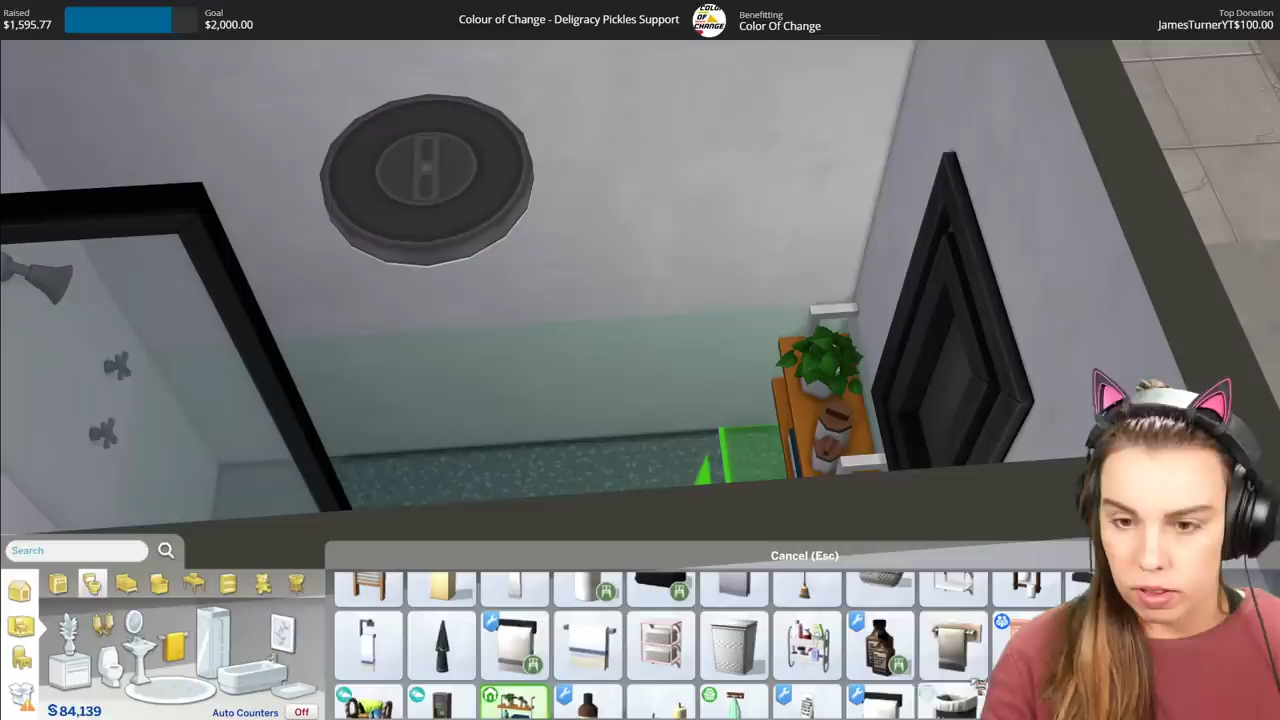 Raised
$1,595.77
Goal
$2,000.00
Colour of Change - Deligracy Pickles Support
COLOR OF CHANGE
Benefitting
Color Of Change
Top Donation
JamesTurnerYT$100.00
Search
Cancel (Esc)
§84,139
Auto Counters
Off